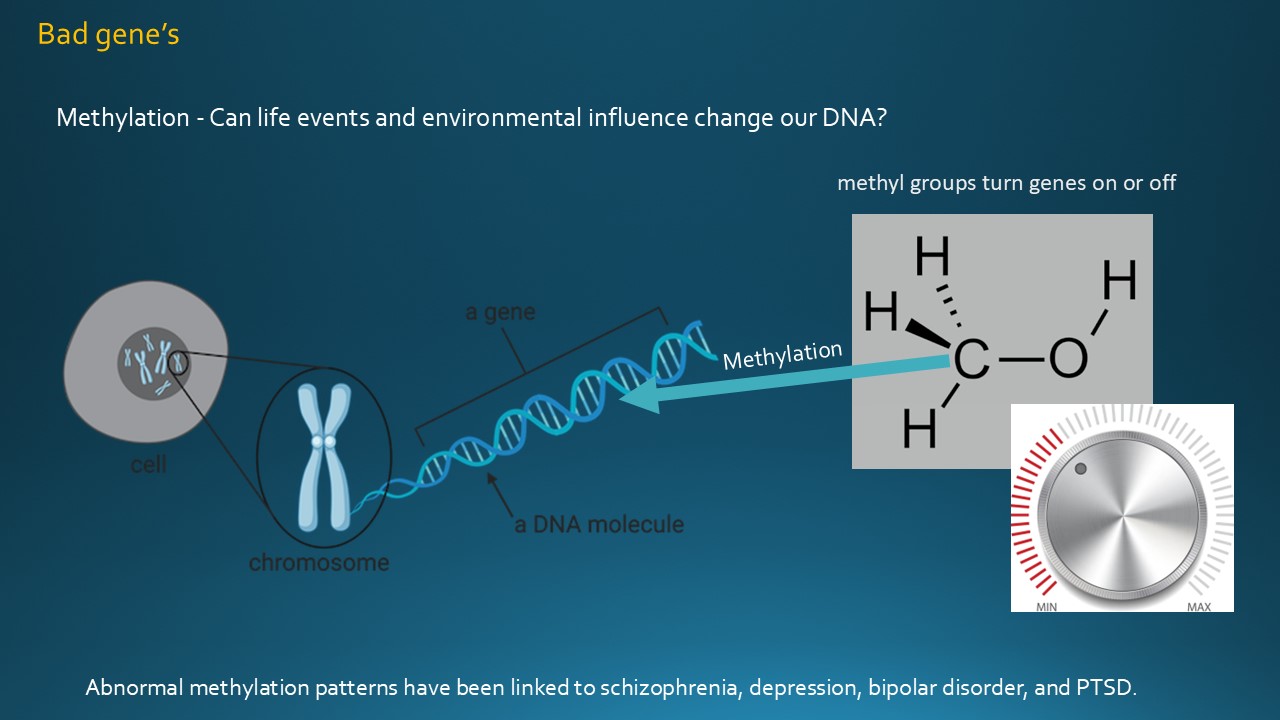 Bad gene’s
Methylation - Can life events and environmental influence change our DNA?
methyl groups turn genes on or off
H
H
H
a gene
Methylation
C
O
H
cell
a DNA molecule
chromosome
MIN
MAX
Abnormal methylation patterns have been linked to schizophrenia, depression, bipolar disorder, and PTSD.